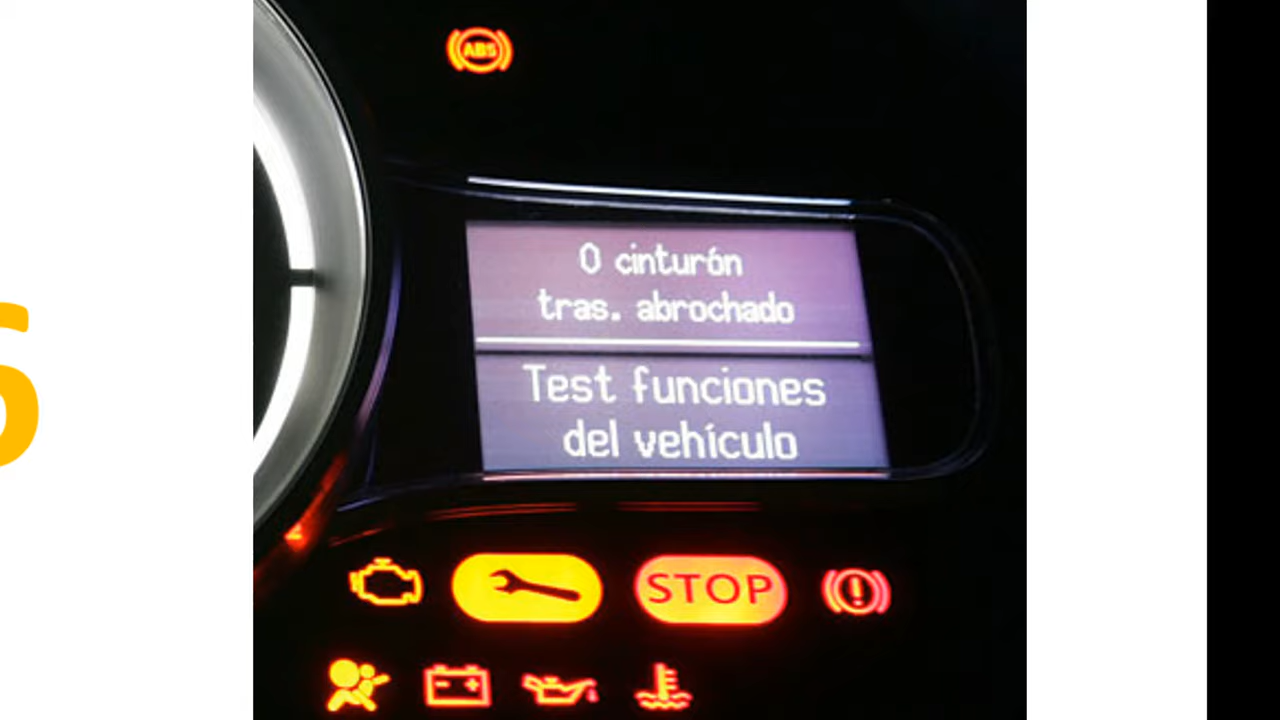 ABS
0 cinturón
tras. abrochado
Test funciones
del vehículo
STOP